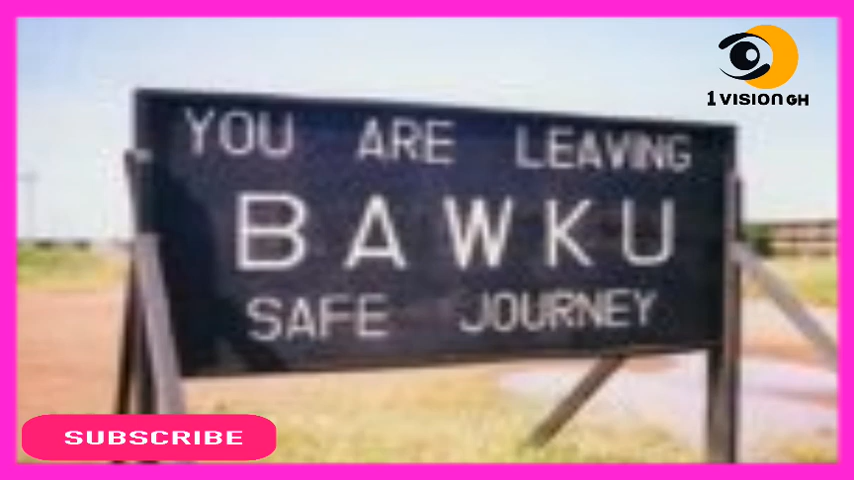 1VISION GH
YOU ARE LEAVING
BAWKU
SAFE JOURNEY
SUBSCRIBE